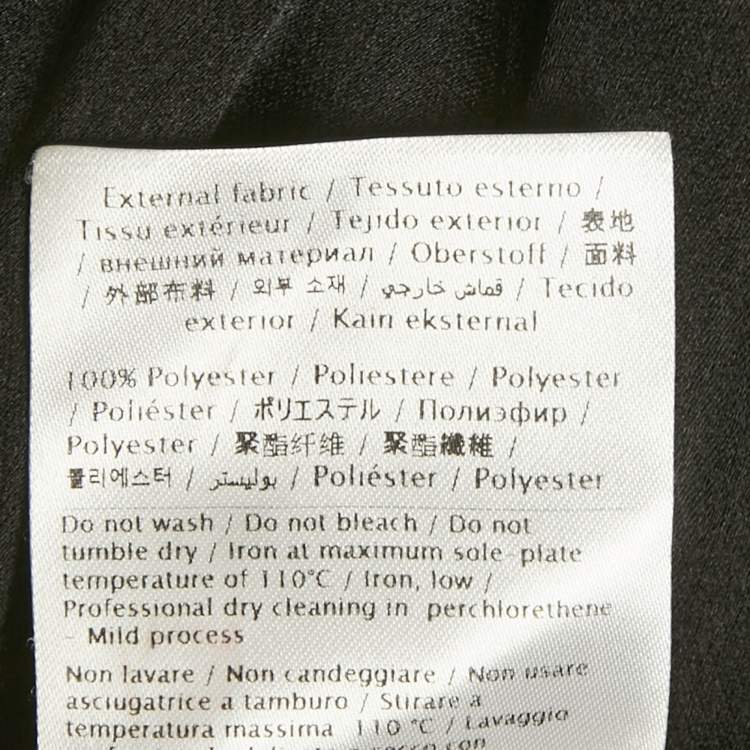 External fabric / Tessuto esterno /
Tissu extérieur / Tejido exterior / 表地
/ внешний материал / Oberstoff / 面料
/ 外部布料 / 외부 소재 / قماش خارجي / Tecido
exterior / Kain eksternal
100% Polyester / Poliestere / Polyester
/ Poliéster / ポリエステル / Полиэфир /
Polyester / 聚酯纤维 / 聚酯纖維 /
폴리에스터 / بوليستر / Poliéster / Polyester
Do not wash / Do not bleach / Do not
tumble dry / Iron at maximum sole-plate
temperature of 110°C / Iron, low /
Professional dry cleaning in perchlorethene
- Mild process
Non lavare / Non candeggiare / Non usare
asciugatrice a tamburo / Stirare a
temperatura massima 110 °C / Lavaggio
a secco con